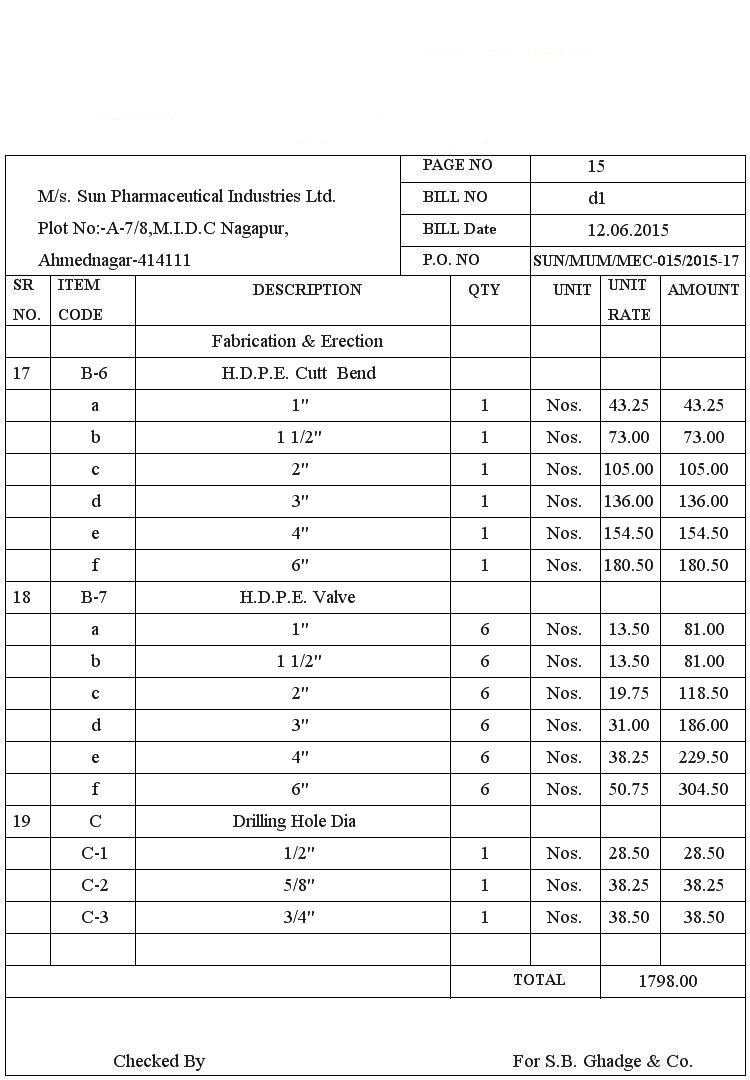 M/s. Sun Pharmaceutical Industries Ltd.
Plot No:-A-7/8,M.I.D.C Nagapur,
Ahmednagar-414111
PAGE NO 15
BILL NO d1
BILL Date 12.06.2015
P.O. NO SUN/MUM/MEC-015/2015-17
SR NO. ITEM CODE DESCRIPTION QTY UNIT UNIT RATE AMOUNT
Fabrication & Erection
17 B-6 H.D.P.E. Cutt Bend
a 1" 1 Nos. 43.25 43.25
b 1 1/2" 1 Nos. 73.00 73.00
c 2" 1 Nos. 105.00 105.00
d 3" 1 Nos. 136.00 136.00
e 4" 1 Nos. 154.50 154.50
f 6" 1 Nos. 180.50 180.50
18 B-7 H.D.P.E. Valve
a 1" 6 Nos. 13.50 81.00
b 1 1/2" 6 Nos. 13.50 81.00
c 2" 6 Nos. 19.75 118.50
d 3" 6 Nos. 31.00 186.00
e 4" 6 Nos. 38.25 229.50
f 6" 6 Nos. 50.75 304.50
19 C Drilling Hole Dia
C-1 1/2" 1 Nos. 28.50 28.50
C-2 5/8" 1 Nos. 38.25 38.25
C-3 3/4" 1 Nos. 38.50 38.50
TOTAL 1798.00
Checked By For S.B. Ghadge & Co.